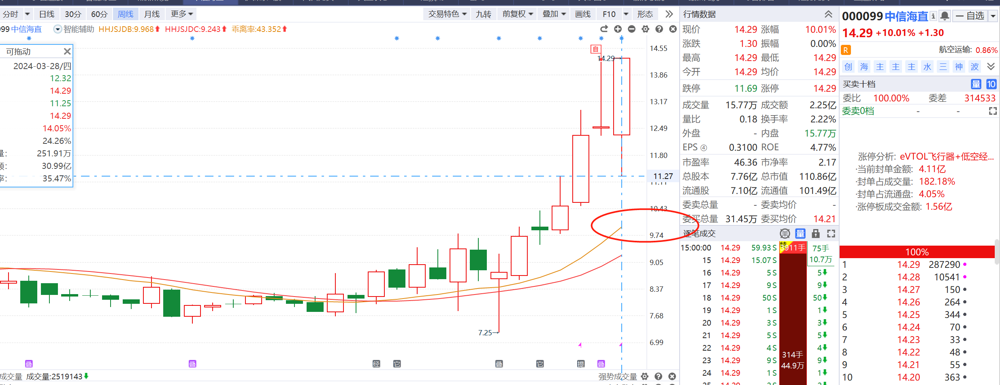 分时 日线 30分 60分 周线 月线 更多 交易特色 九转 前复权 叠加 画线 F10 形态
99 中信海直 智能辅助 HHJSJDB:9.968 HHJSJDC:9.243 乖离率:43.352
可拖动
2024-03-28/四
12.32
14.29
11.25
14.29
14.05%
24.26%
量: 251.91万
额: 30.99亿
率: 35.47%
自
14.29→
7.25→
14.55
13.86
13.17
12.49
11.80
11.27
11.11
10.43
9.74
9.05
8.37
7.68
6.99
叠 叠 经 它 叠 它 提 叠
成交量 成交量:2519143 强势成交量
行情数据
现价 14.29 涨幅 10.01%
涨跌 1.30 振幅 0.00%
最高 14.29 最低 14.29
今开 14.29 均价 14.29
跌停 11.69 涨停 14.29
成交量 15.77万 成交额 2.25亿
量比 0.18 换手率 2.22%
外盘 - 内盘 15.77万
EPS ④ 0.3100 ROE 4.77%
市盈率 46.36 市净率 2.17
总股本 7.76亿 总市值 110.86亿
流通股 7.10亿 流通值 101.49亿
委卖总量 - 委卖均价 -
委买总量 31.45万 委买均价 14.21
逐笔成交 单 量
15:00:00 14.29 59.93 S
15 14.29 15.07 S
16 14.29 5 S
17 14.29 9 S
18 14.29 50 S
19 14.29 1 S
20 14.29 3 S
21 14.29 5 S
22 14.29 4 S
23 14.29 9 S
24 14.29 1 S
3911手
314手
44.9万
75手
10.7万
5
9
50
1
3
5
4
9
1
000099 中信海直 自选
14.29 +10.01% +1.30
R 航空运输: 0.86%
创 海 主 主 主 水 三 神 波
买卖十档 量 10
委比 100.00% 委差 314533
委卖0档 - -
涨停分析: eVTOL飞行器+低空经...
·当前封单金额: 4.11亿
·封单占成交量: 182.18%
·封单占流通盘: 4.05%
·涨停板成交金额: 1.56亿
100%
1 14.29 287290
2 14.28 10541
3 14.27 150
4 14.26 264
5 14.25 344
6 14.24 70
7 14.23 33
8 14.22 48
9 14.21 55
10 14.20 363